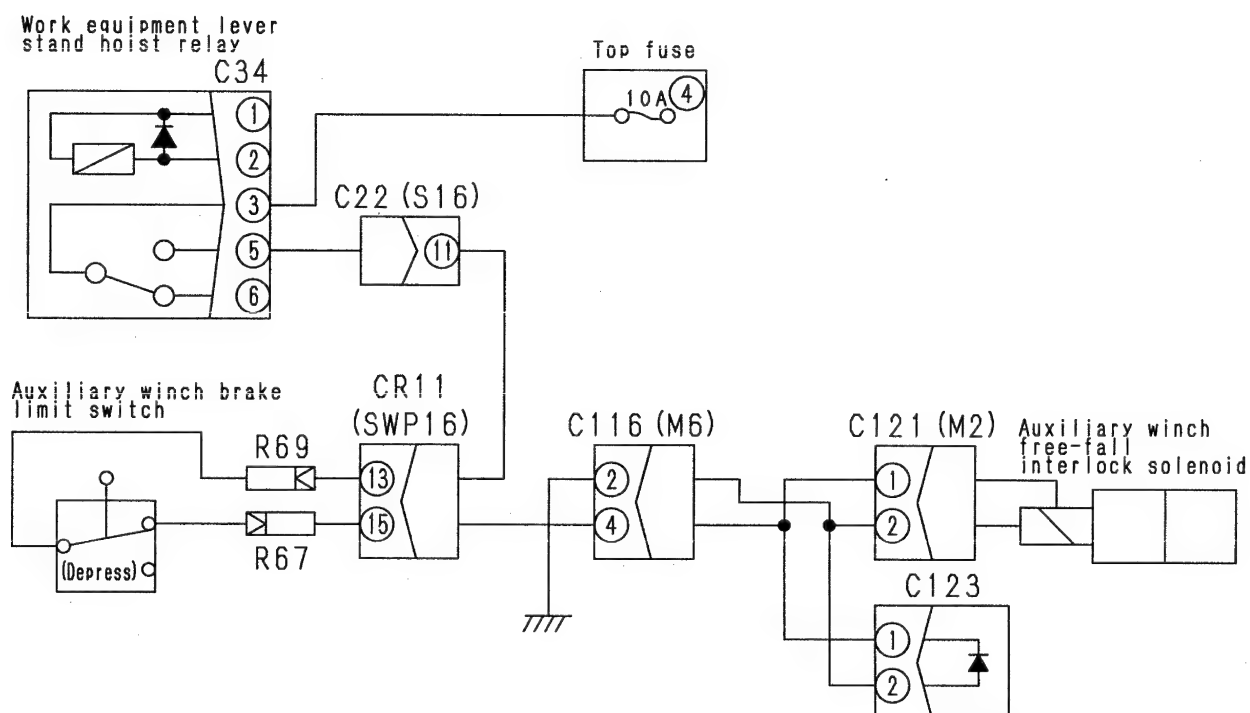 Work equipment lever
stand hoist relay
C34
1
2
3
5
6
Top fuse
10A
4
C22 (S16)
11
Auxiliary winch brake
limit switch
(Depress)
R69
R67
CR11
(SWP16)
13
15
C116 (M6)
2
4
C121 (M2)
1
2
Auxiliary winch
free-fall
interlock solenoid
C123
1
2